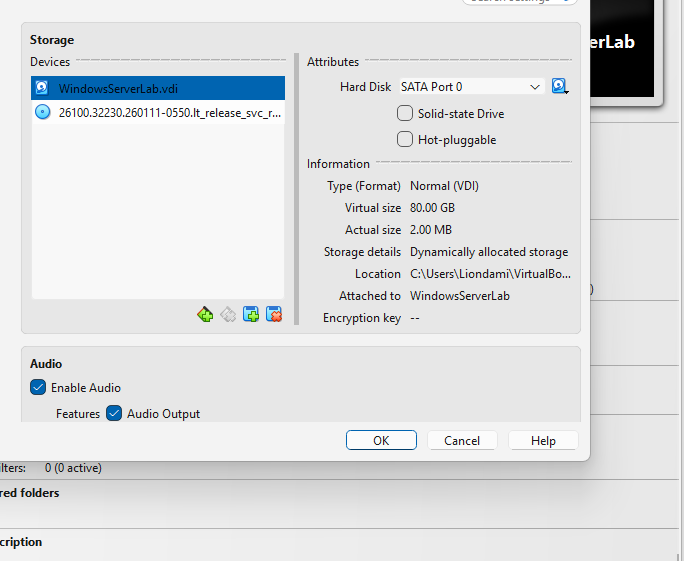 Search settings
erLab
Storage
Devices
WindowsServerLab.vdi
26100.32230.260111-0550.lt_release_svc_r...
Attributes
Hard Disk SATA Port 0
Solid-state Drive
Hot-pluggable
Information
Type (Format) Normal (VDI)
Virtual size 80.00 GB
Actual size 2.00 MB
Storage details Dynamically allocated storage
Location C:\Users\Liondami\VirtualBo...
Attached to WindowsServerLab
Encryption key --
)
Audio
Enable Audio
Features Audio Output
OK Cancel Help
ilters: 0 (0 active)
red folders
cription